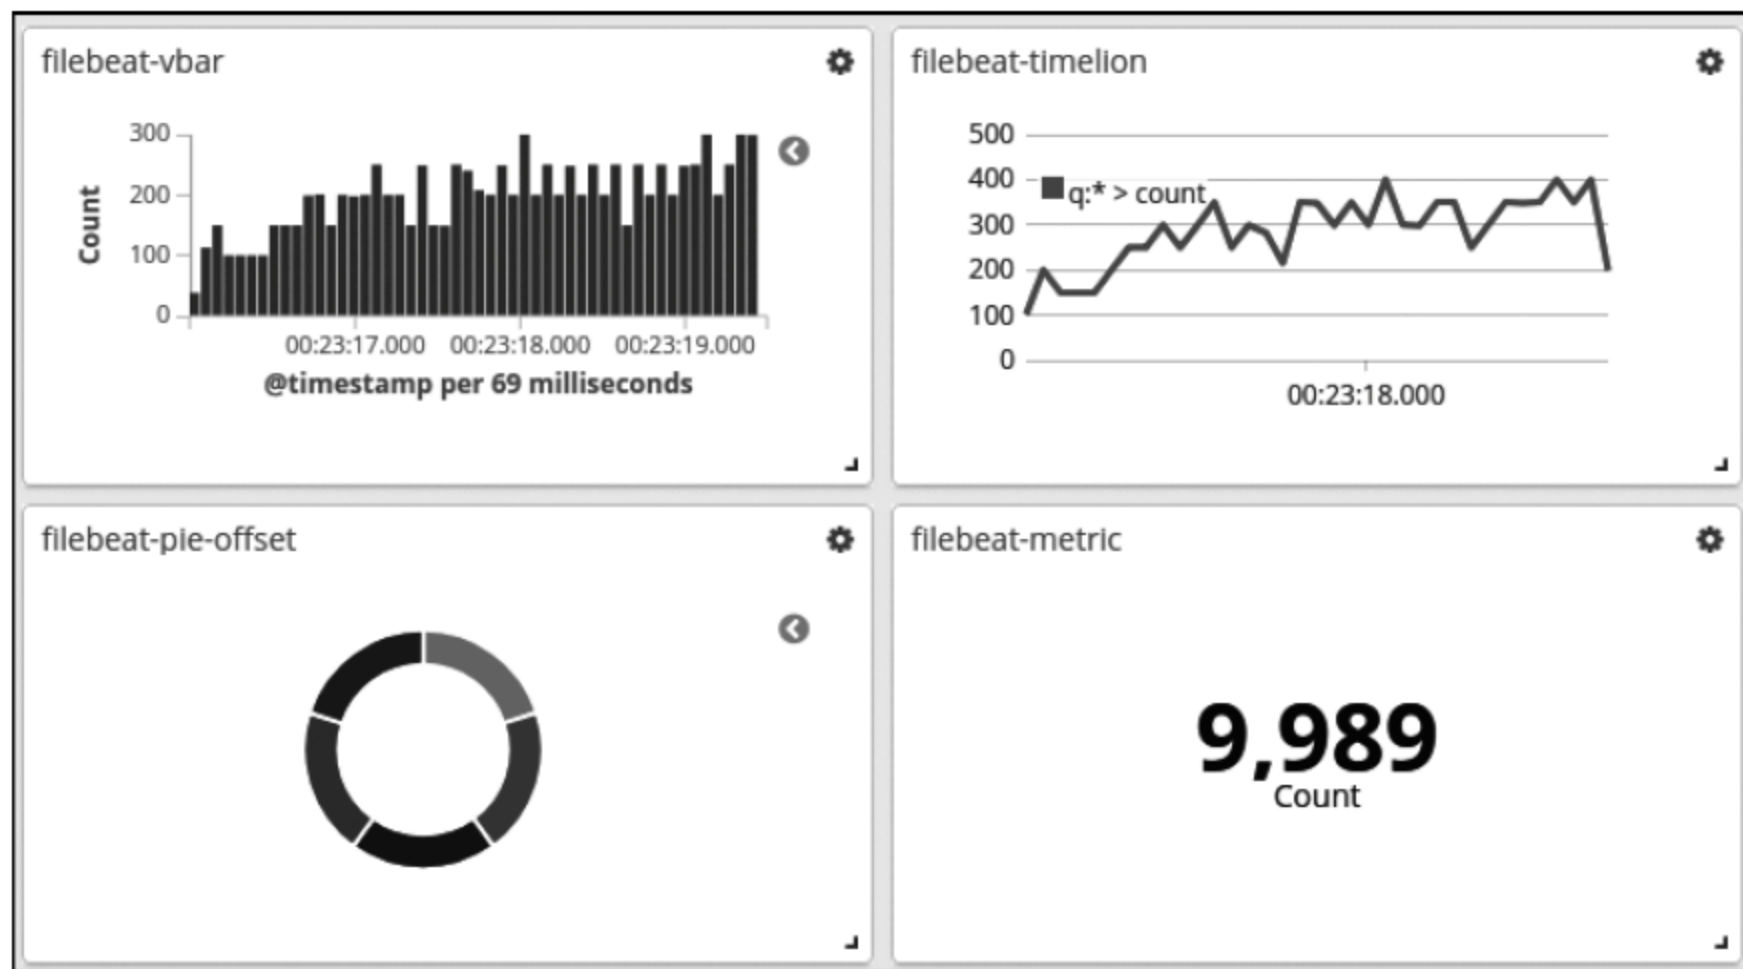 filebeat-vbar
300
200
100
0
Count
00:23:17.000 00:23:18.000 00:23:19.000
@timestamp per 69 milliseconds
filebeat-timelion
500
400
300
200
100
0
q:* > count
00:23:18.000
filebeat-pie-offset
filebeat-metric
9,989
Count